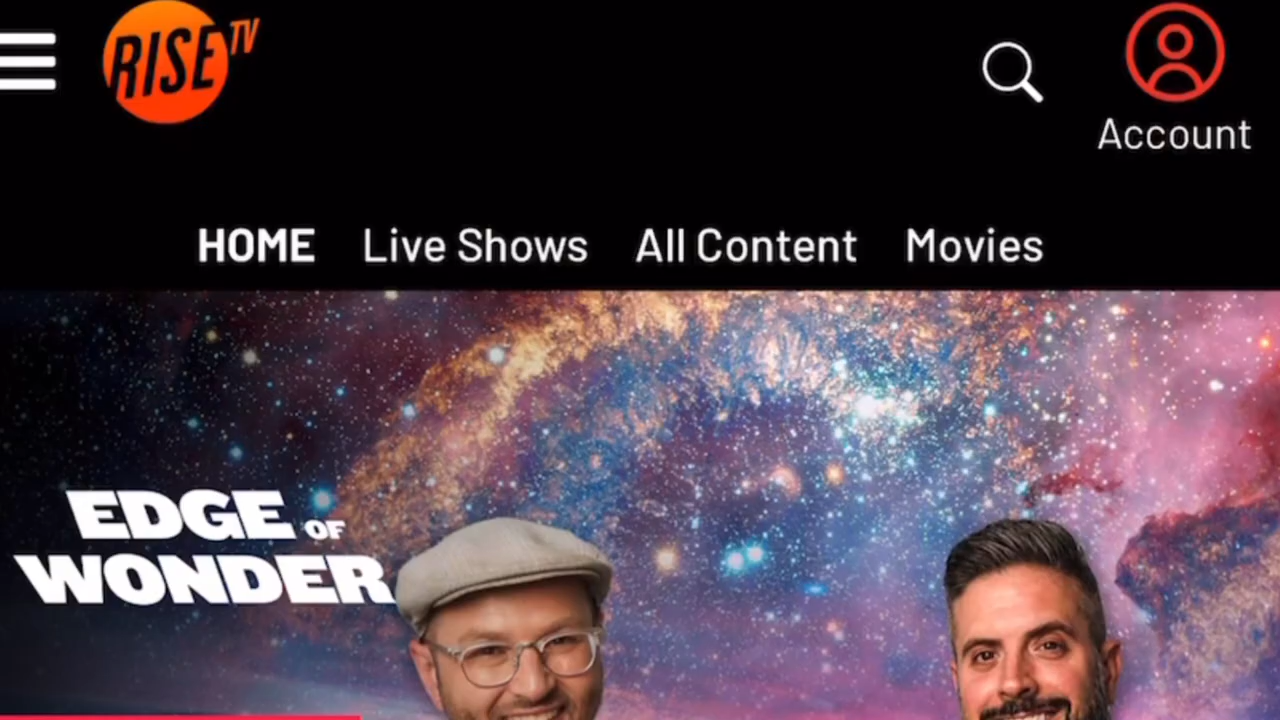 RISE TV
Account
HOME Live Shows All Content Movies
EDGE OF
WONDER